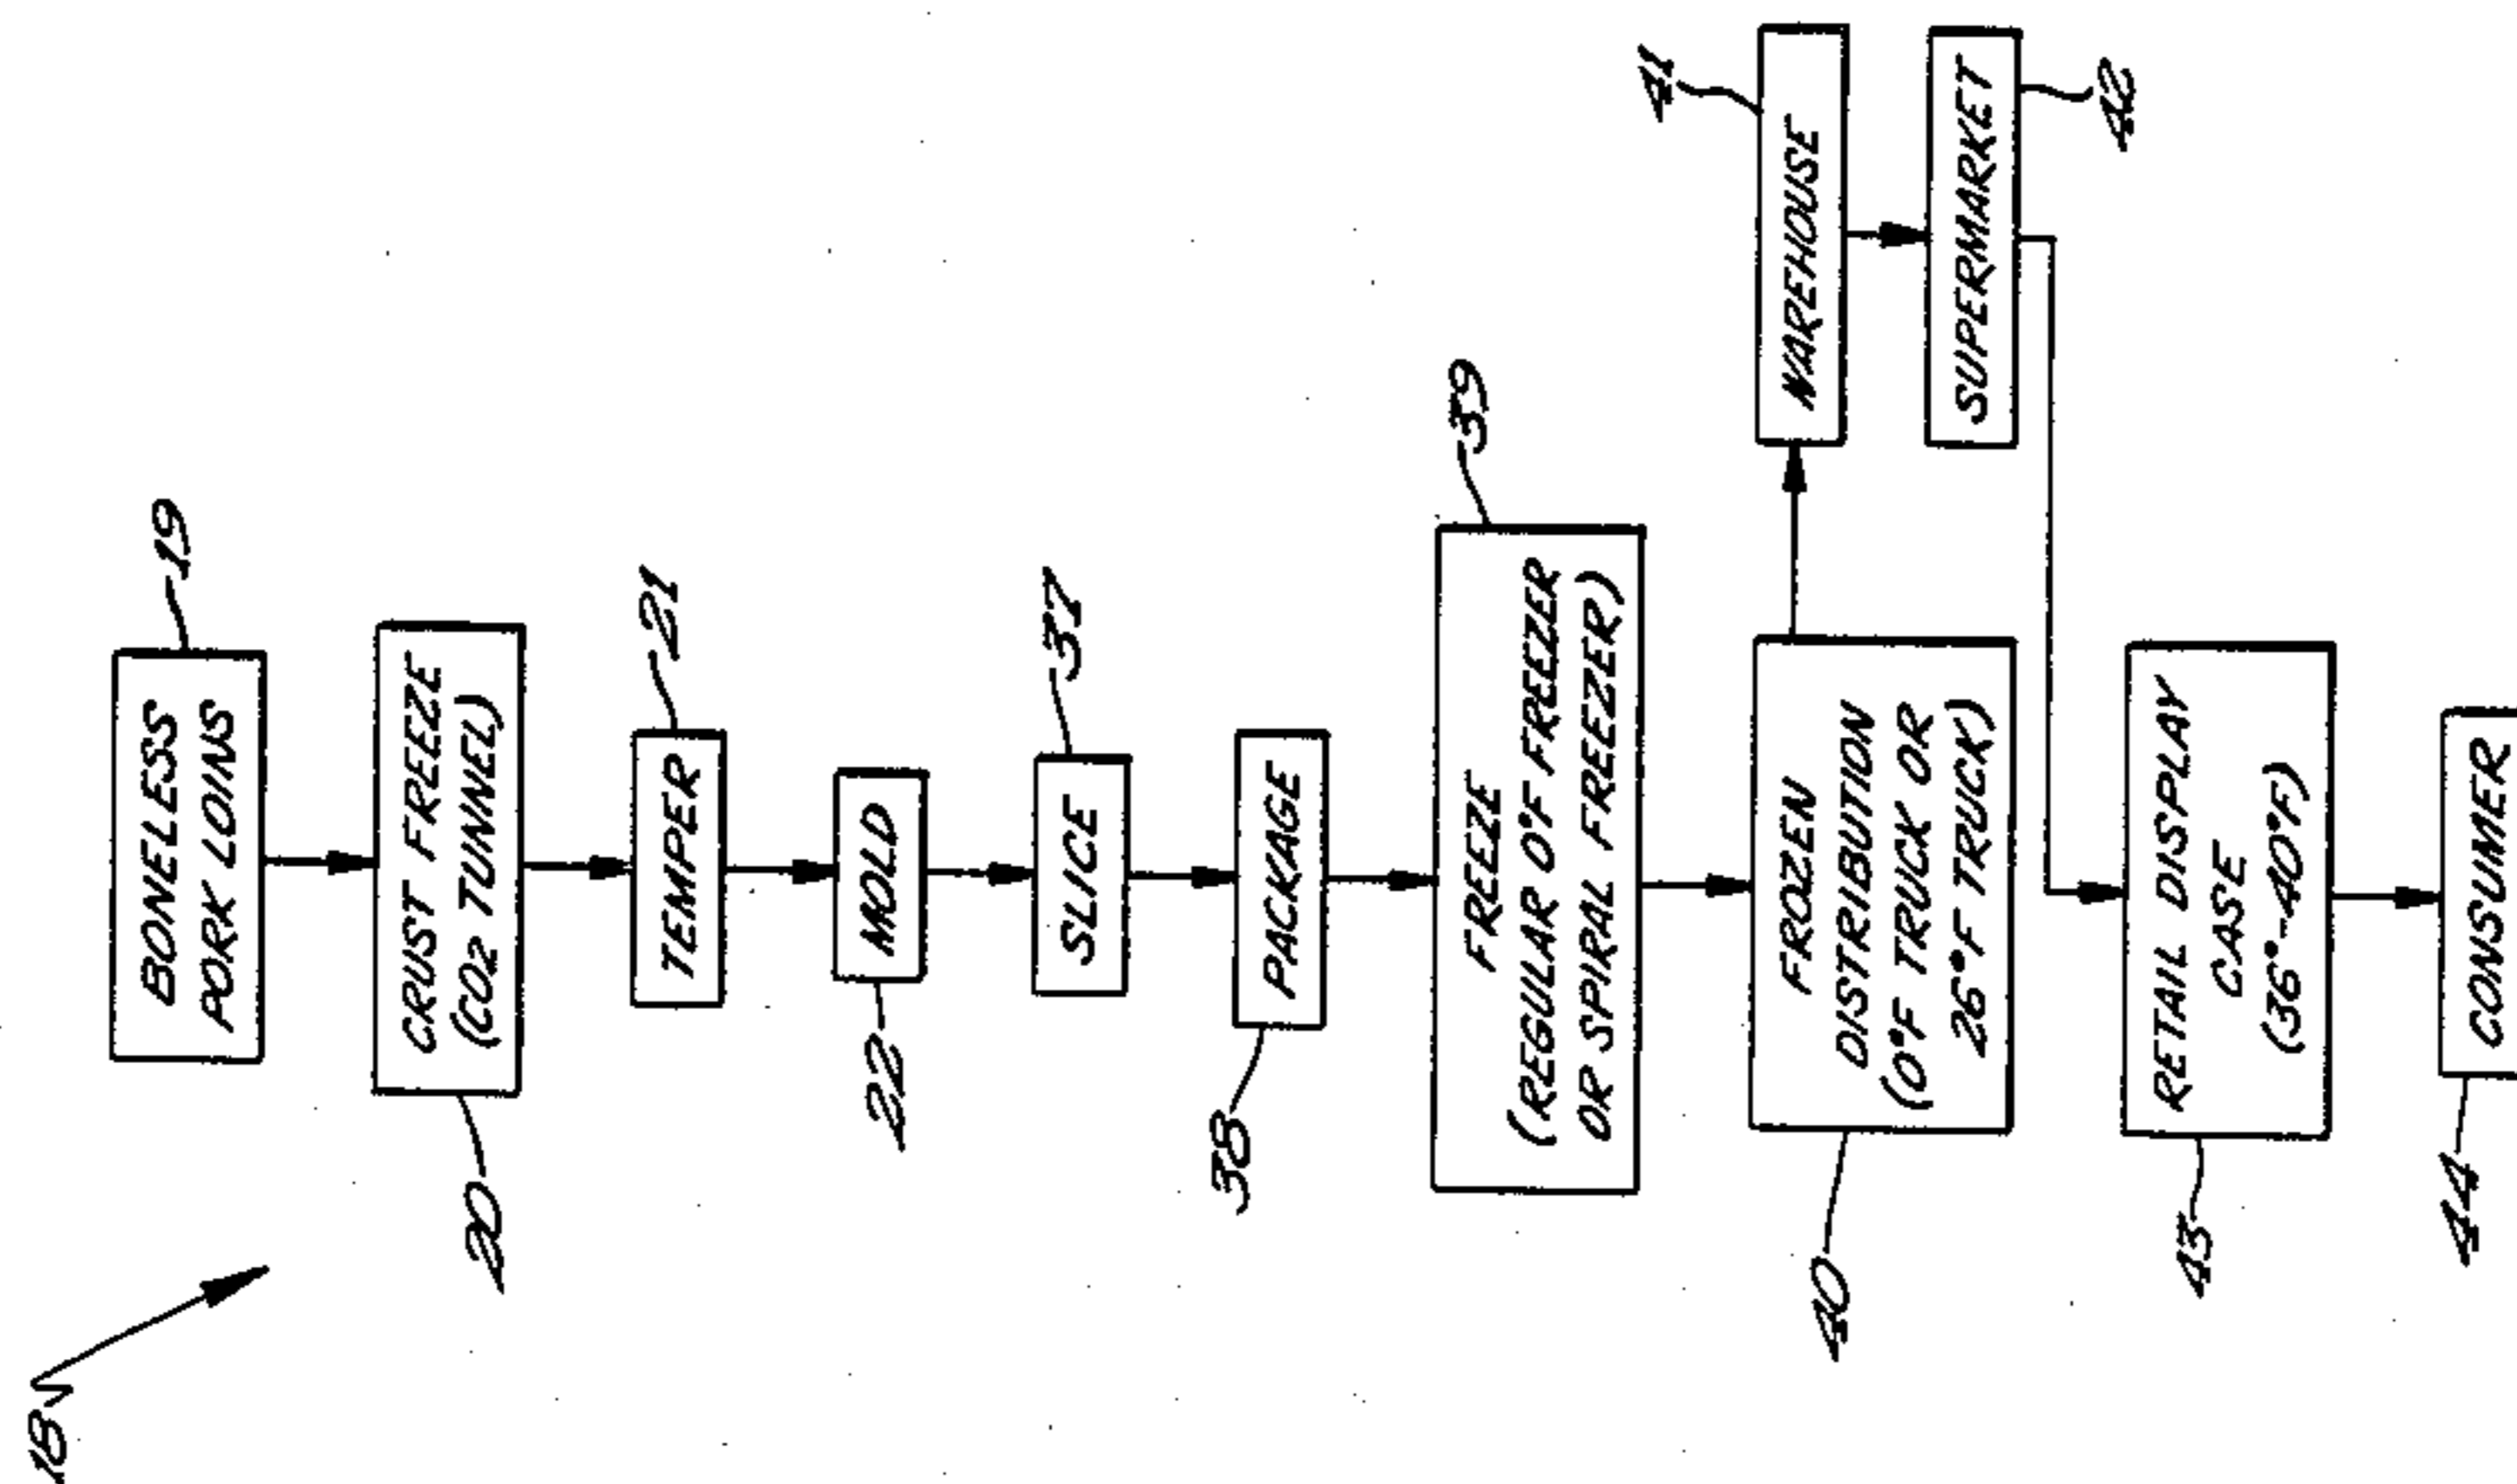 18
BONELESS
PORK LOINS
19
CRUST FREEZE
(CO2 TUNNEL)
20
TEMPER
21
MOLD
22
SLICE
37
PACKAGE
38
FREEZE
(REGULAR 0°F FREEZER
OR SPIRAL FREEZER)
39
FROZEN
DISTRIBUTION
(0°F TRUCK OR
26°F TRUCK)
40
WAREHOUSE
41
SUPERMARKET
42
RETAIL DISPLAY
CASE
(36°-40°F)
43
CONSUMER
44